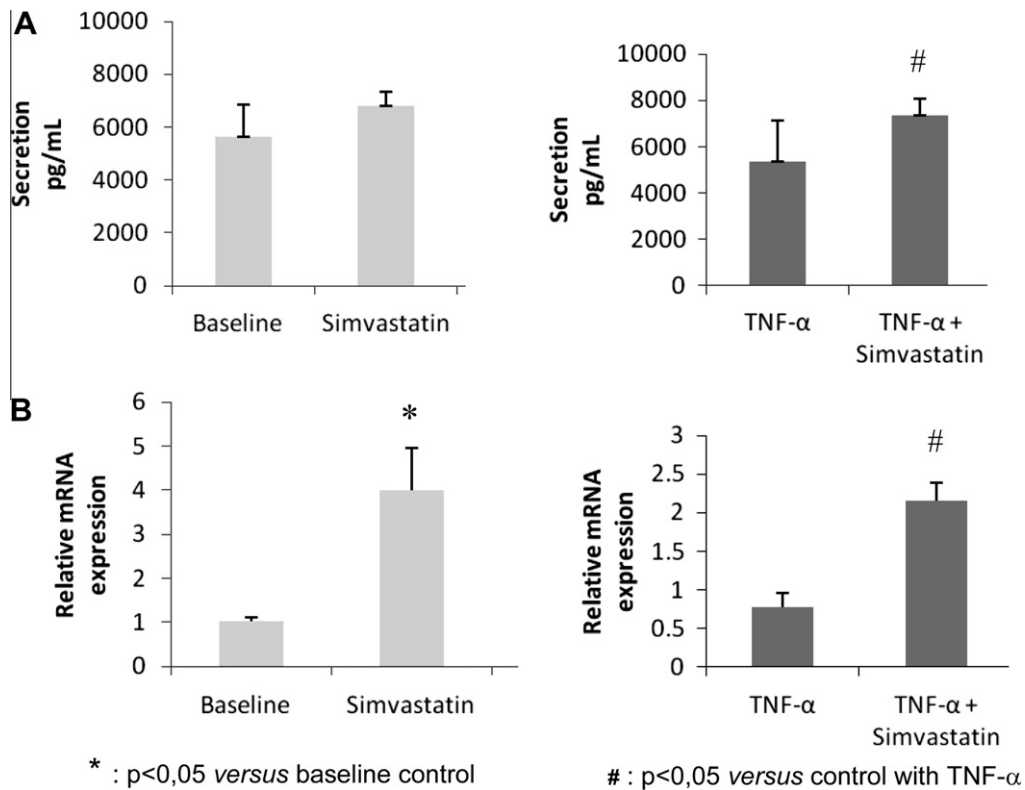 A
Secretion
pg/mL
10000
8000
6000
4000
2000
0
Baseline
Simvastatin
Secretion
pg/mL
10000
8000
6000
4000
2000
0
#
TNF-α
TNF-α +
Simvastatin
B
Relative mRNA
expression
6
5
4
3
2
1
0
*
Baseline
Simvastatin
Relative mRNA
expression
3
2.5
2
1.5
1
0.5
0
#
TNF-α
TNF-α +
Simvastatin
* : p<0,05 versus baseline control
# : p<0,05 versus control with TNF-α